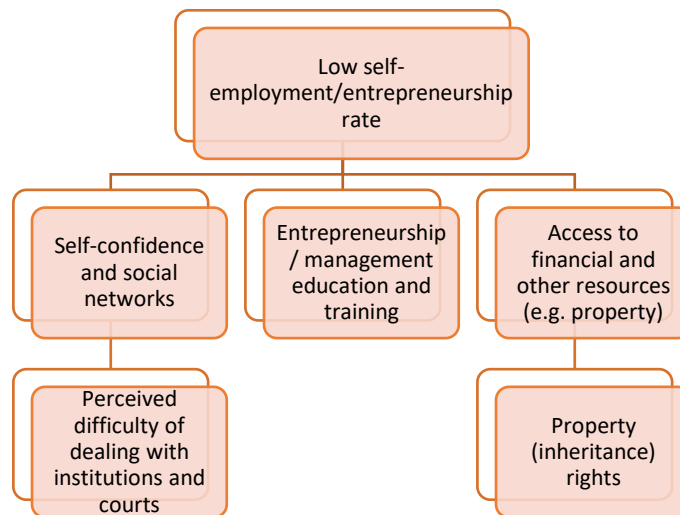 Low self-
employment/entrepreneurship
rate
Self-confidence
and social
networks
Entrepreneurship
/ management
education and
training
Access to
financial and
other resources
(e.g. property)
Perceived
difficulty of
dealing with
institutions and
courts
Property
(inheritance)
rights